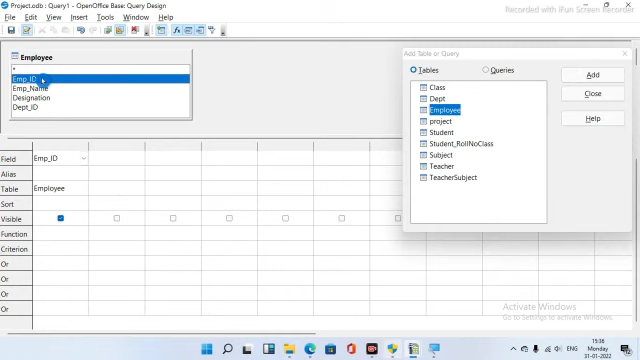 Project.odb : Query1 - OpenOffice Base: Query Design
Recorded with iFun Screen Recorder
File Edit View Insert Tools Window Help
Employee
*
Emp_ID
Emp_Name
Designation
Dept_ID
Add Table or Query
Tables Queries
Class
Dept
Employee
project
Student
Student_RollNoClass
Subject
Teacher
TeacherSubject
Add
Close
Help
Field Emp_ID
Alias
Table Employee
Sort
Visible
Function
Criterion
Or
Or
Or
Or
Activate Windows
Go to Settings to activate Windows.
ENG
15:38
Monday
31-01-2022